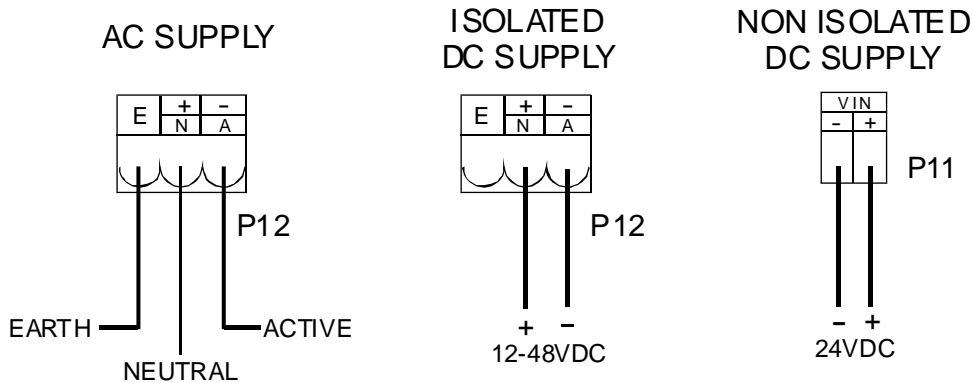 AC SUPPLY
E + -
N A
P12
EARTH
ACTIVE
NEUTRAL
ISOLATED
DC SUPPLY
E + -
N A
P12
+ -
12-48VDC
NON ISOLATED
DC SUPPLY
VIN
- +
P11
- +
24VDC